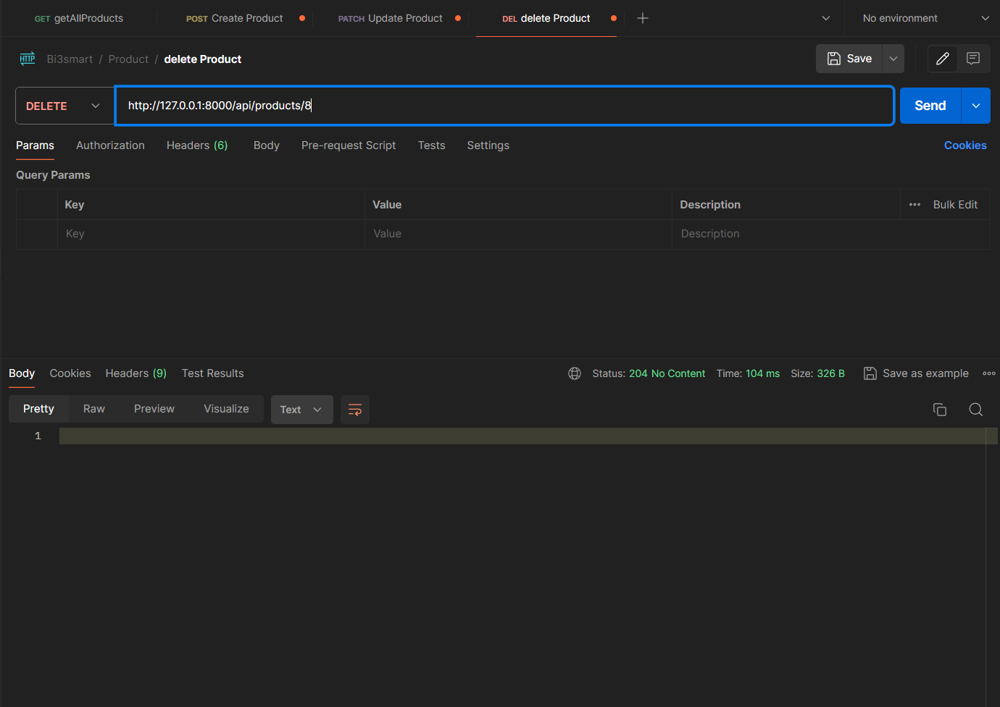 GET getAllProducts POST Create Product PATCH Update Product DEL delete Product No environment
HTTP Bi3smart / Product / delete Product Save
DELETE http://127.0.0.1:8000/api/products/8 Send
Params Authorization Headers (6) Body Pre-request Script Tests Settings Cookies
Query Params
Key Value Description Bulk Edit
Key Value Description
Body Cookies Headers (9) Test Results Status: 204 No Content Time: 104 ms Size: 326 B Save as example
Pretty Raw Preview Visualize Text
1